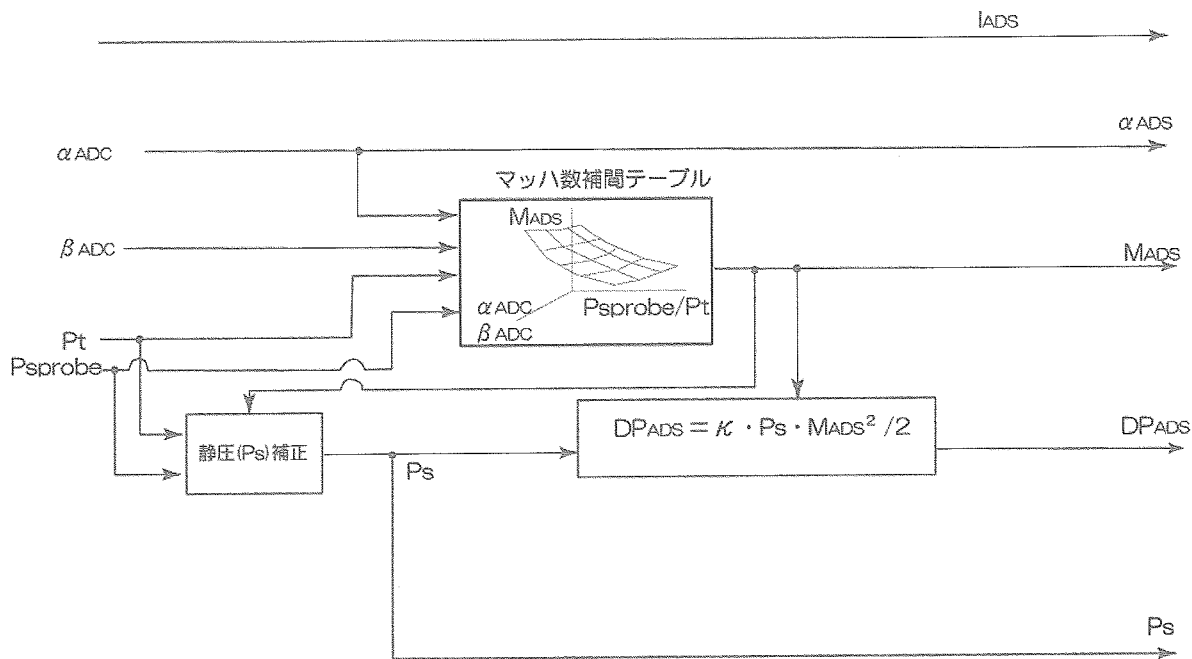 IADS
αADC
αADS
マッハ数補間テーブル
MADS
βADC
MADS
αADC
βADC
Psprobe/Pt
Pt
Psprobe
静圧(Ps)補正
Ps
DPADS=κ・Ps・MADS²/2
DPADS
Ps